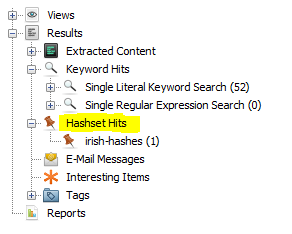 Views
Results
Extracted Content
Keyword Hits
Single Literal Keyword Search (52)
Single Regular Expression Search (0)
Hashset Hits
irish-hashes (1)
E-Mail Messages
Interesting Items
Tags
Reports